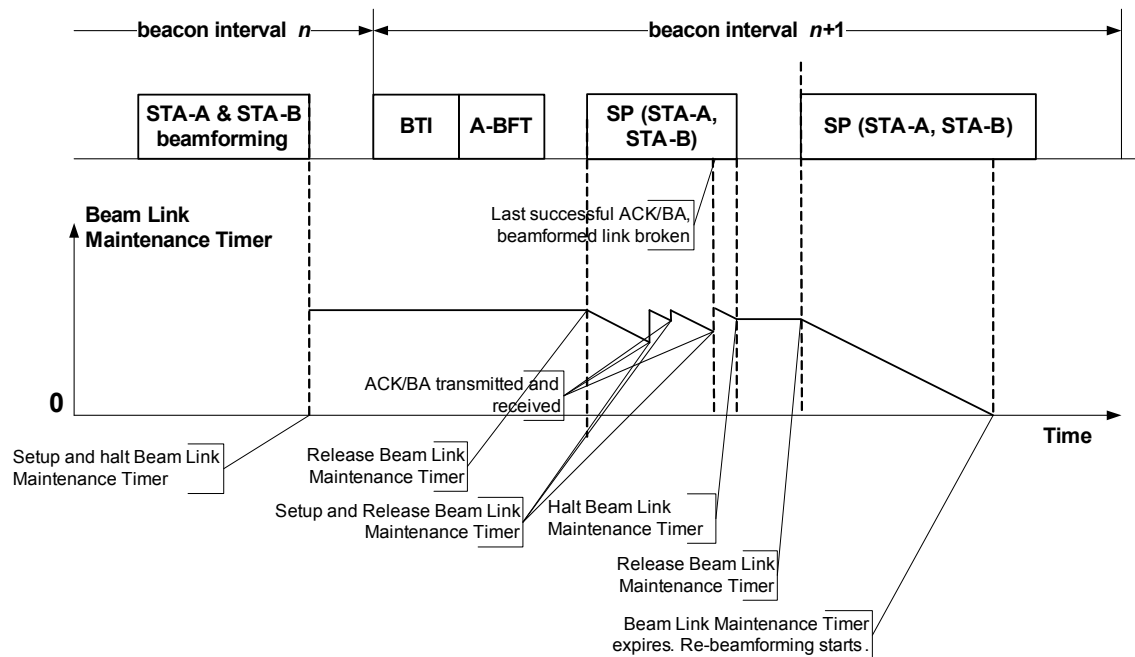 beacon interval n
beacon interval n+1
STA-A & STA-B
beamforming
BTI
A-BFT
SP (STA-A,
STA-B)
SP (STA-A, STA-B)
Last successful ACK/BA,
beamformed link broken
Beam Link
Maintenance Timer
ACK/BA transmitted and
received
0
Time
Setup and halt Beam Link
Maintenance Timer
Release Beam Link
Maintenance Timer
Setup and Release Beam Link
Maintenance Timer
Halt Beam Link
Maintenance Timer
Release Beam Link
Maintenance Timer
Beam Link Maintenance Timer
expires. Re-beamforming starts.